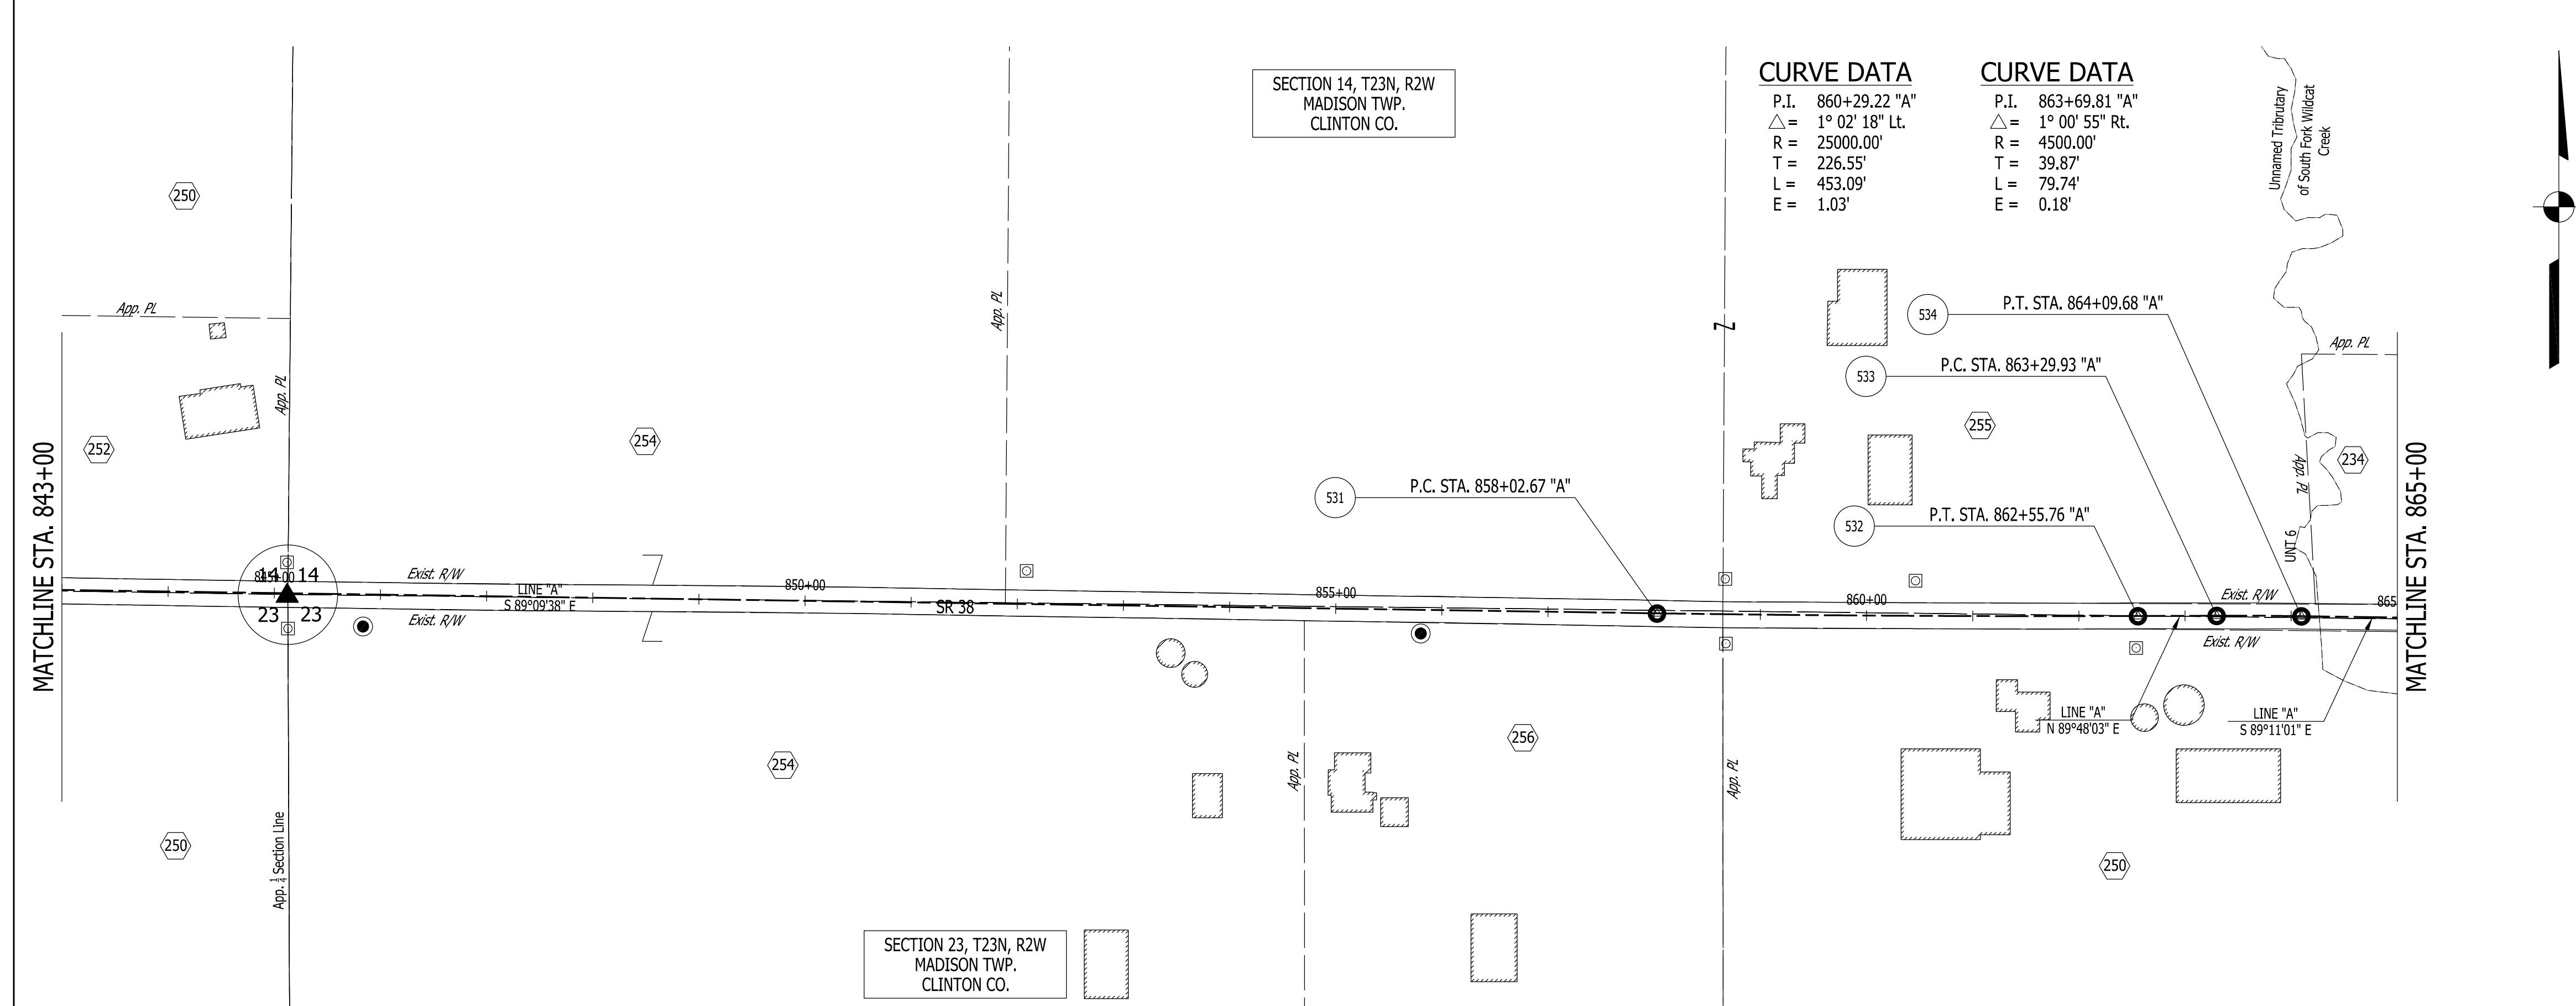 SECTION 14, T23N, R2W
MADISON TWP.
CLINTON CO.
CURVE DATA
P.I. 860+29.22 "A"
△ = 1° 02' 18" Lt.
R = 25000.00'
T = 226.55'
L = 453.09'
E = 1.03'
CURVE DATA
P.I. 863+69.81 "A"
△ = 1° 00' 55" Rt.
R = 4500.00'
T = 39.87'
L = 79.74'
E = 0.18'
Unnamed Tribrutary
of South Fork Wildcat
Creek
250
App. PL
App. PL
App. PL
534
P.T. STA. 864+09.68 "A"
533
P.C. STA. 863+29.93 "A"
App. PL
252
254
255
234
App. PL
MATCHLINE STA. 843+00
MATCHLINE STA. 865+00
531
P.C. STA. 858+02.67 "A"
532
P.T. STA. 862+55.76 "A"
UNT 6
14 14
845+00
23 23
Exist. R/W
Exist. R/W
LINE "A"
S 89°09'38" E
850+00
SR 38
855+00
860+00
Exist. R/W
865
Exist. R/W
LINE "A"
N 89°48'03" E
LINE "A"
S 89°11'01" E
254
256
App. PL
App. PL
250
App. 1/4 Section Line
250
SECTION 23, T23N, R2W
MADISON TWP.
CLINTON CO.